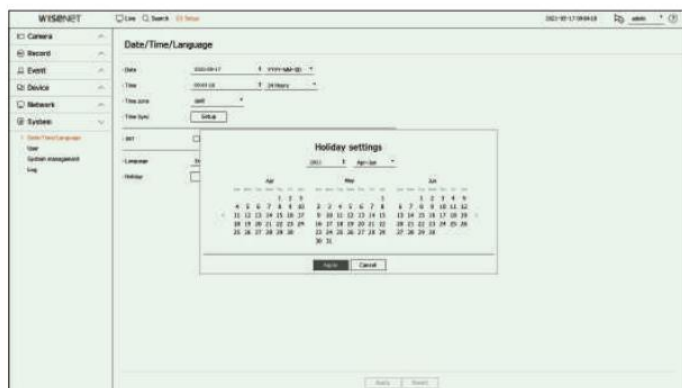 WISENET
Live Search Setup
admin
Camera
Record
Event
Device
Network
System
Date/Time/Language
User
System management
Log
Date/Time/Language
Date YYYY-MM-DD
Time 24 Hours
Time zone GMT
Time Sync Setup
DST
Language
Holiday
Holiday settings
2021 Apr-Jun
Apr May Jun
1 2 3 1 1 2 3 4 5
4 5 6 7 8 9 10 2 3 4 5 6 7 8 6 7 8 9 10 11 12
11 12 13 14 15 16 17 9 10 11 12 13 14 15 13 14 15 16 17 18 19
18 19 20 21 22 23 24 16 17 18 19 20 21 22 20 21 22 23 24 25 26
25 26 27 28 29 30 23 24 25 26 27 28 29 27 28 29 30
30 31
Apply Cancel
Apply Revert